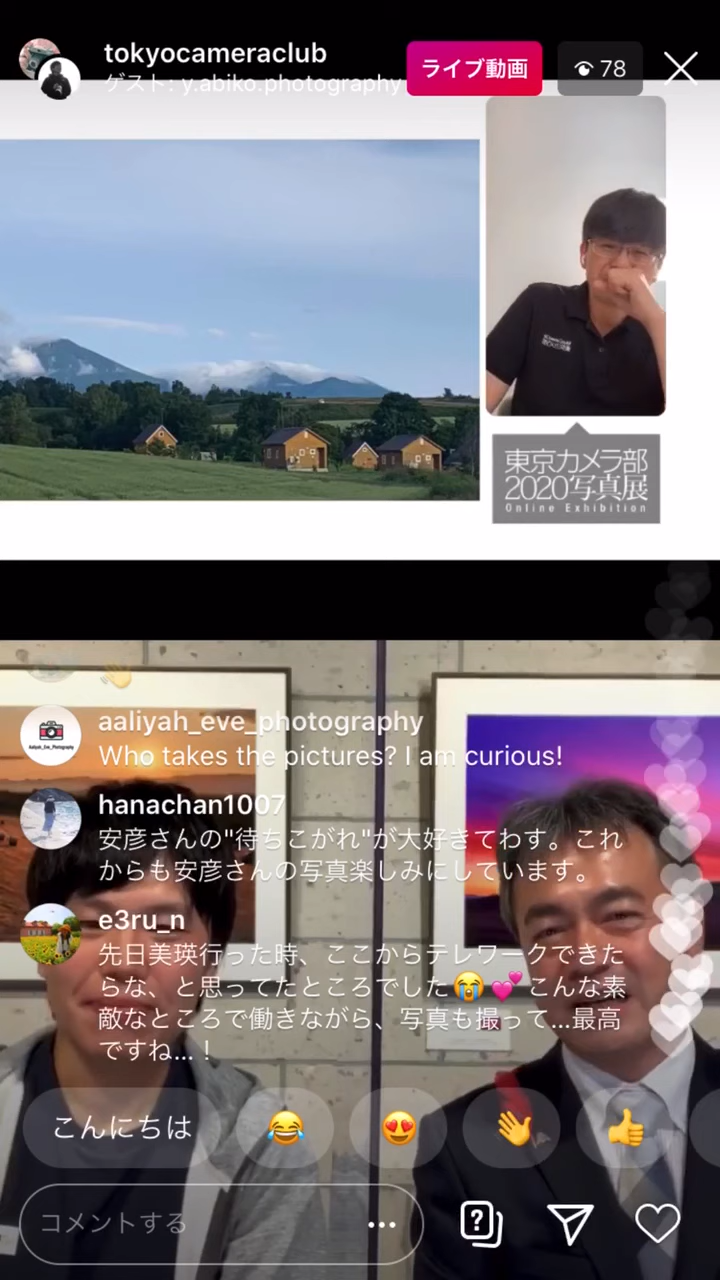 tokyocameraclub
ゲスト: y.abiko.photography
ライブ動画
78
東京カメラ部
2020写真展
Online Exhibition
aaliyah_eve_photography
Who takes the pictures? I am curious!
hanachan1007
安彦さんの"待ちこがれ"が大好きてわす。これ
からも安彦さんの写真楽しみにしています。
e3ru_n
先日美瑛行った時、ここからテレワークできた
らな、と思ってたところでした😭💕こんな素
敵なところで働きながら、写真も撮って...最高
ですね...！
こんにちは
コメントする